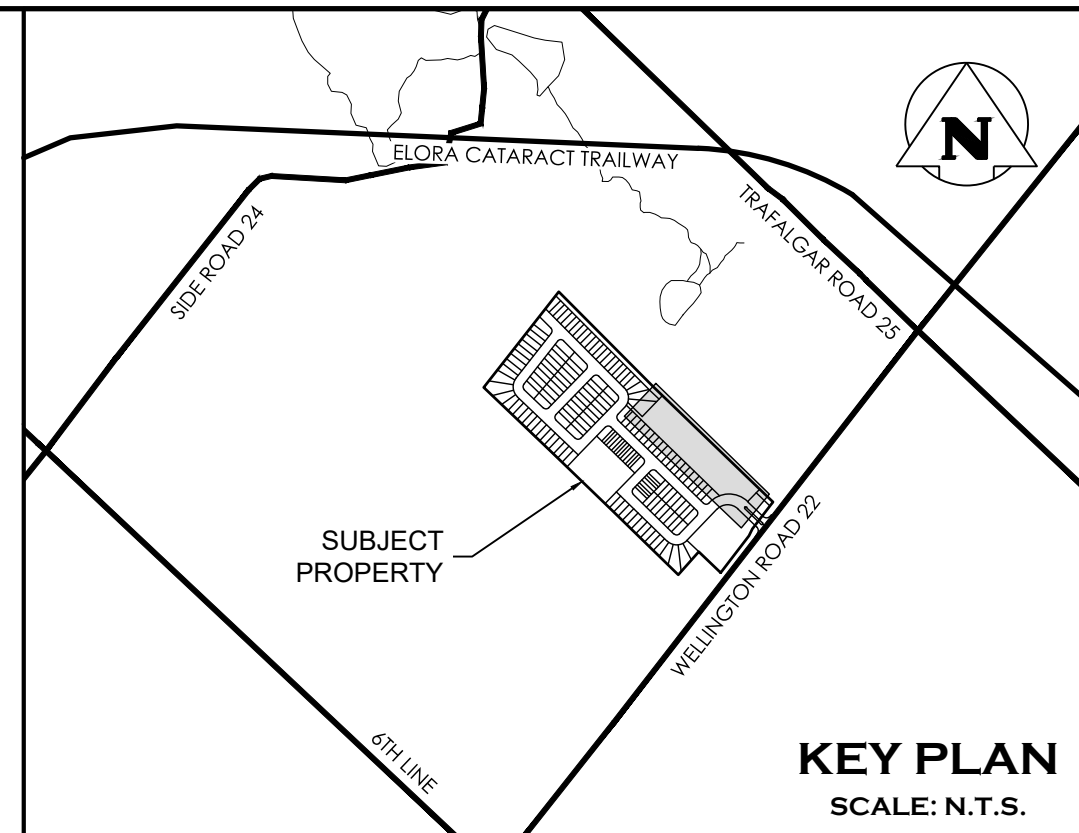 ELORA CATARACT TRAILWAY
N
TRAFALGAR ROAD 25
SIDE ROAD 24
SUBJECT
PROPERTY
WELLINGTON ROAD 22
6TH LINE
KEY PLAN
SCALE: N.T.S.